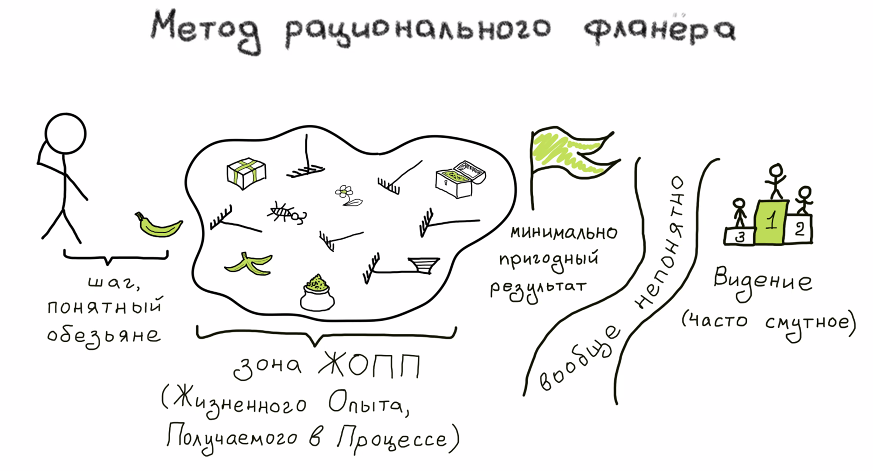 Метод рационального фланёра
шаг,
понятный
обезьяне
зона ЖОПП
(Жизненного Опыта,
Получаемого в Процессе)
минимально
пригодный
результат
вообще непонятно
3 1 2
Видение
(часто смутное)